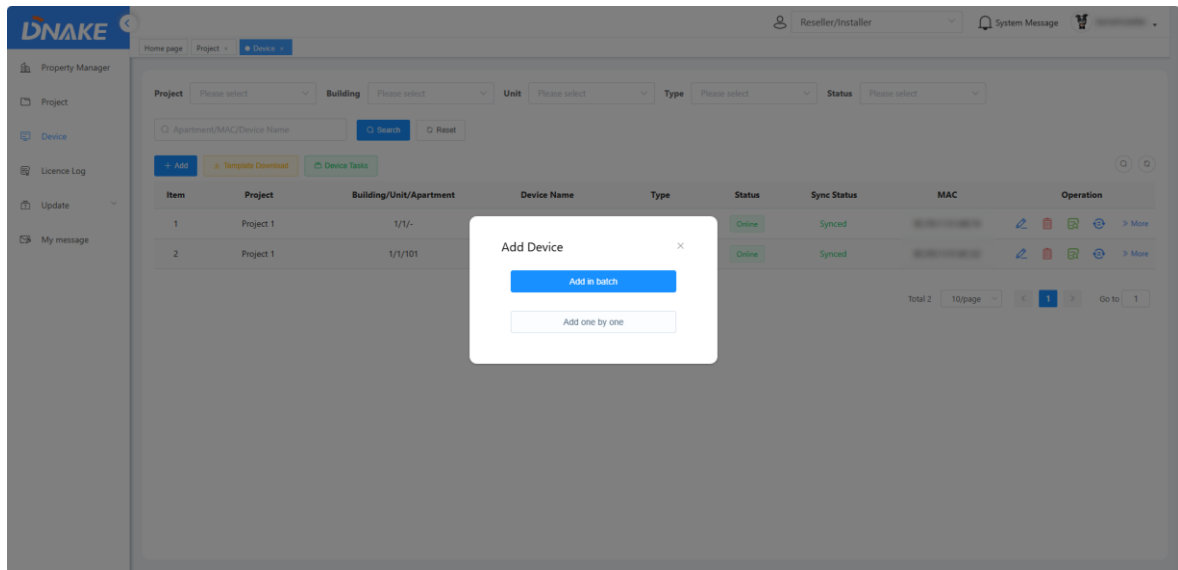 DNAKE
Reseller/Installer
System Message
Home page Project Device
Property Manager
Project
Device
Licence Log
Update
My message
Project Please select Building Please select Unit Please select Type Please select Status Please select
Apartment/MAC/Device Name Search Reset
+ Add Template Download Device Tasks
Item Project Building/Unit/Apartment Device Name Type Status Sync Status MAC Operation
1 Project 1 1/1/- Online Synced More
2 Project 1 1/1/101 Online Synced More
Total 2 10/page 1 Go to 1
Add Device
Add in batch
Add one by one